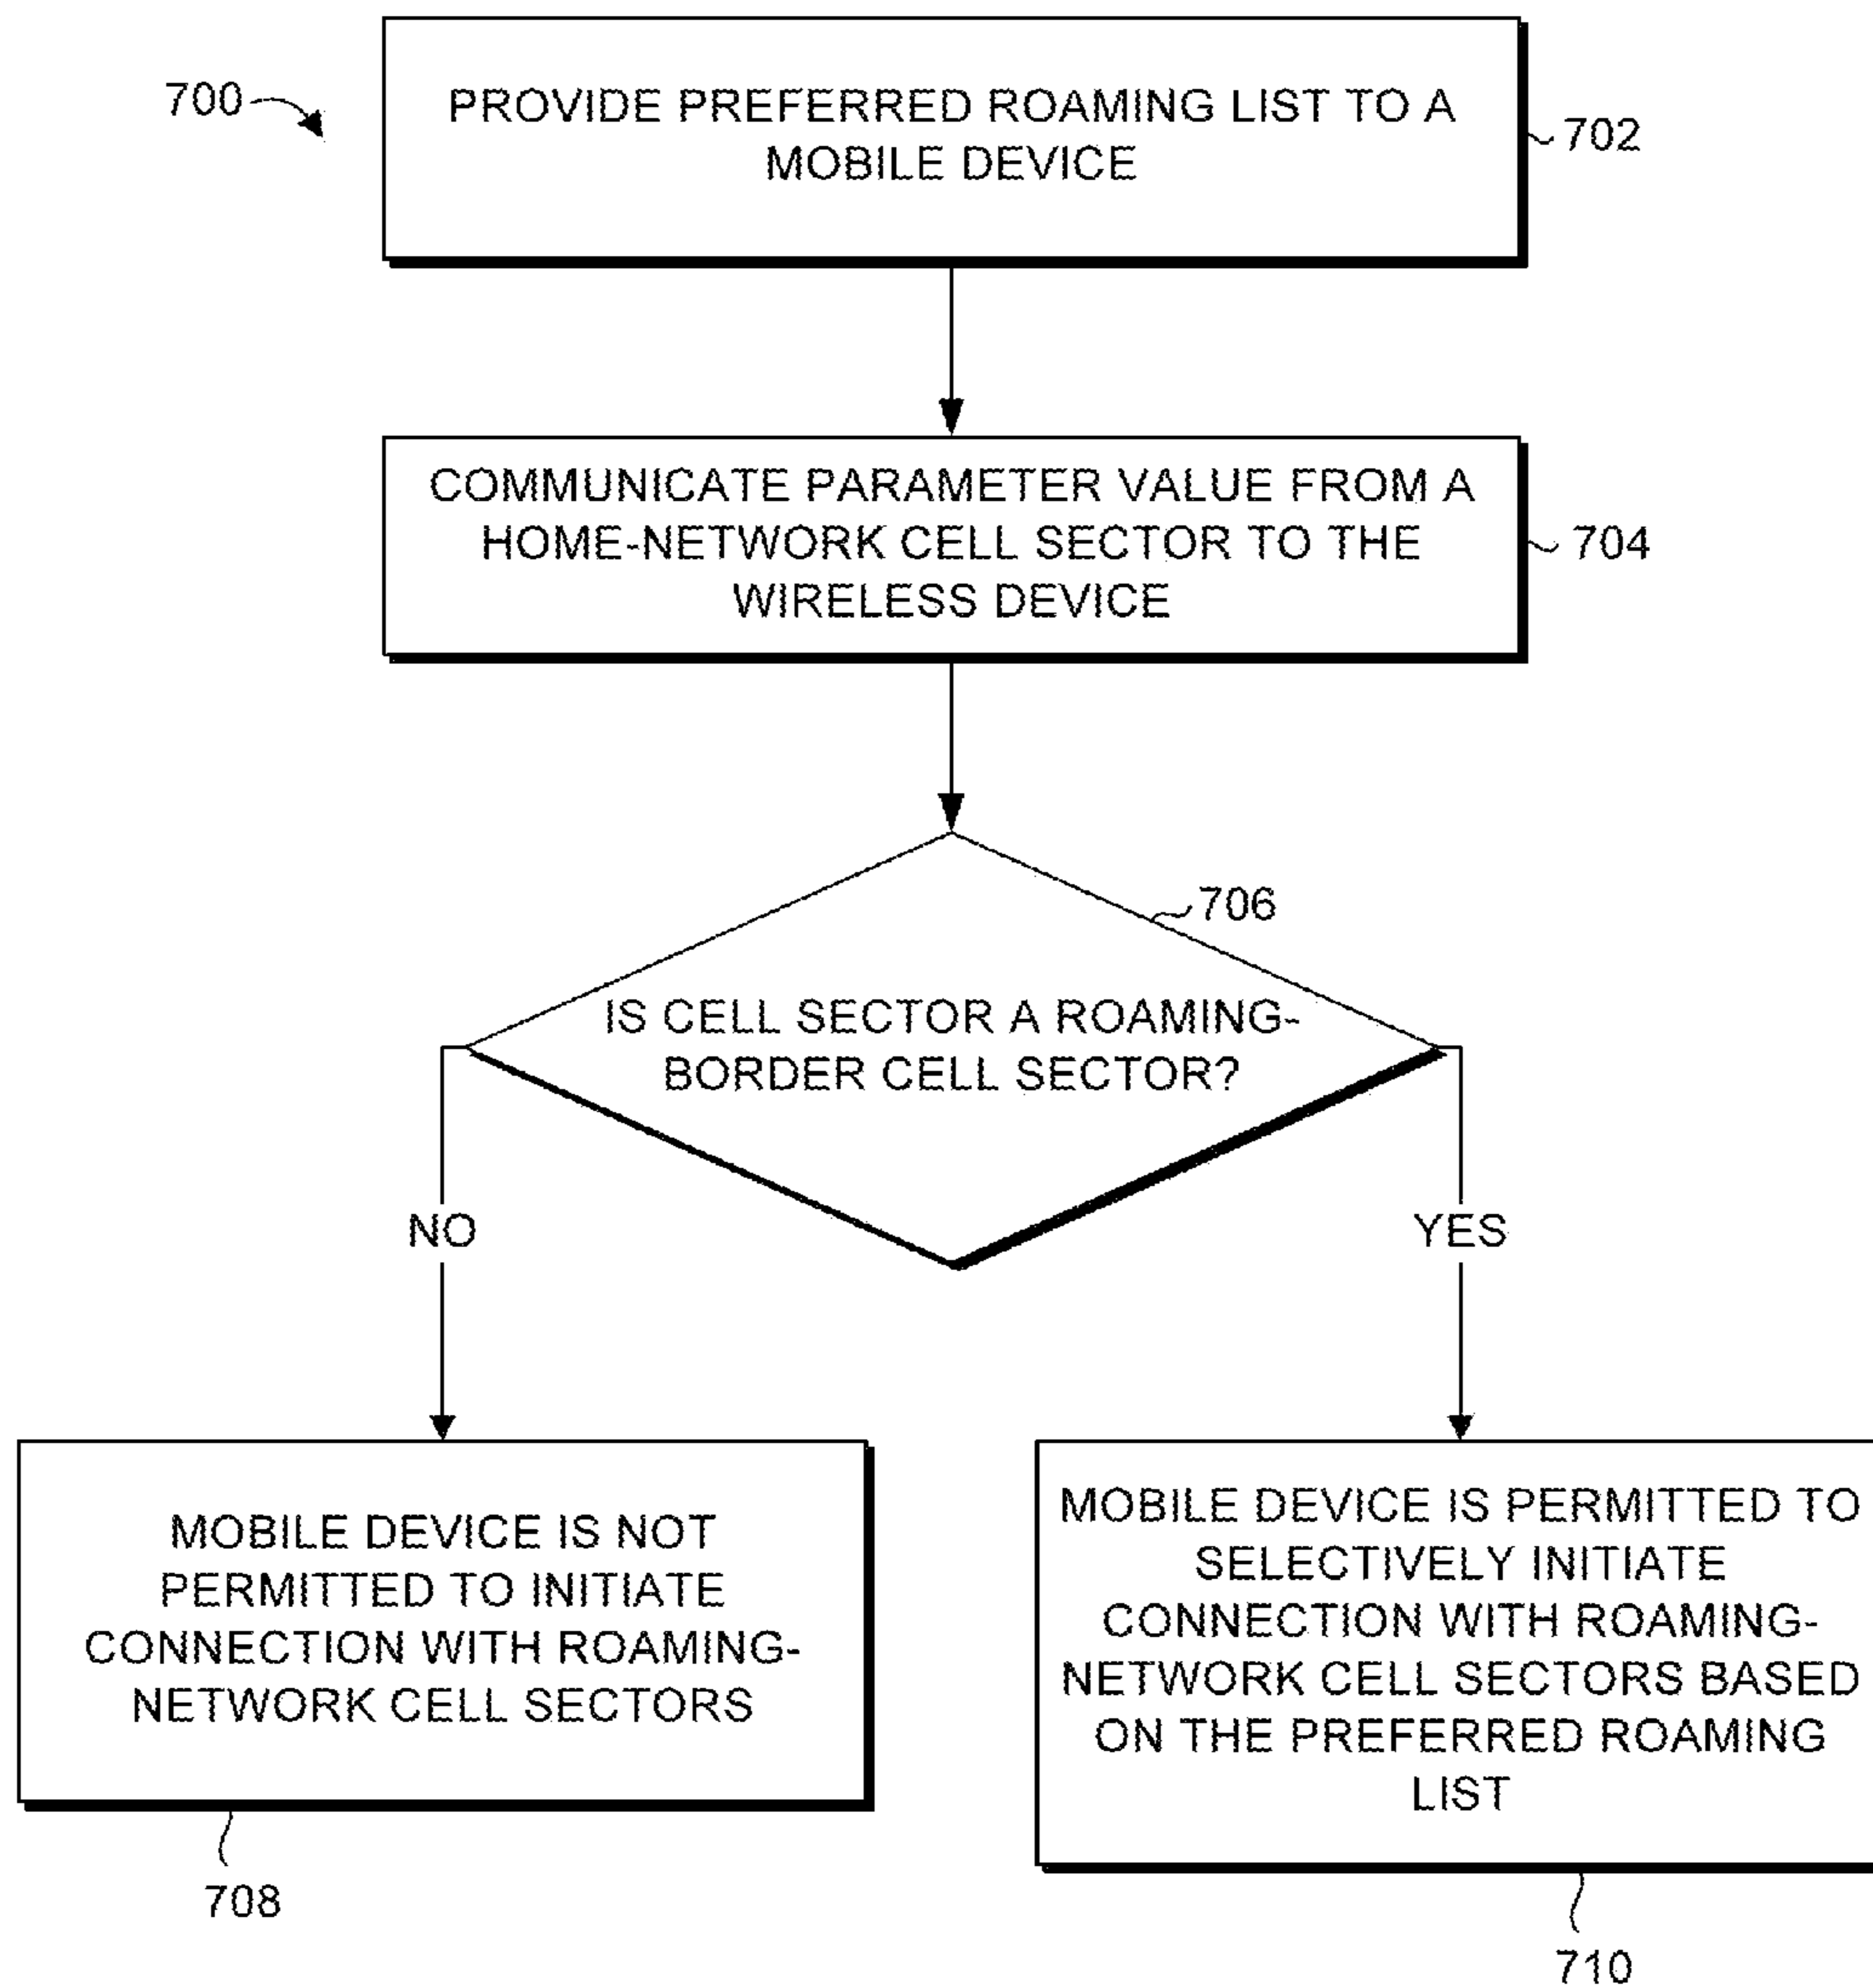 700
PROVIDE PREFERRED ROAMING LIST TO A
MOBILE DEVICE
702
COMMUNICATE PARAMETER VALUE FROM A
HOME-NETWORK CELL SECTOR TO THE
WIRELESS DEVICE
704
706
IS CELL SECTOR A ROAMING-
BORDER CELL SECTOR?
NO
YES
MOBILE DEVICE IS NOT
PERMITTED TO INITIATE
CONNECTION WITH ROAMING-
NETWORK CELL SECTORS
708
MOBILE DEVICE IS PERMITTED TO
SELECTIVELY INITIATE
CONNECTION WITH ROAMING-
NETWORK CELL SECTORS BASED
ON THE PREFERRED ROAMING
LIST
710